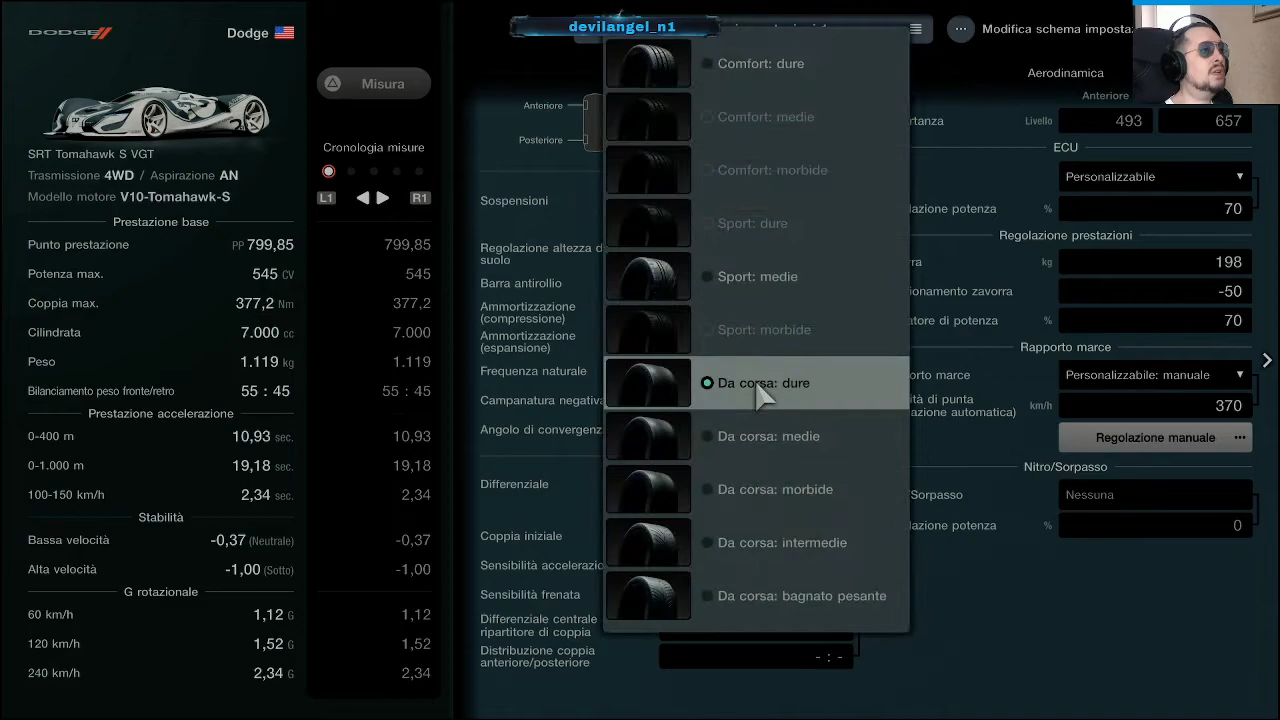 DODGE
Dodge
SRT Tomahawk S VGT
Trasmissione 4WD / Aspirazione AN
Modello motore V10-Tomahawk-S
Prestazione base
Punto prestazione PP 799,85
Potenza max. 545 CV
Coppia max. 377,2 Nm
Cilindrata 7.000 cc
Peso 1.119 kg
Bilanciamento peso fronte/retro 55 : 45
Prestazione accelerazione
0-400 m 10,93 sec.
0-1.000 m 19,18 sec.
100-150 km/h 2,34 sec.
Stabilità
Bassa velocità -0,37 (Neutrale)
Alta velocità -1,00 (Sotto)
G rotazionale
60 km/h 1,12 G
120 km/h 1,52 G
240 km/h 2,34 G
Misura
Cronologia misure
L1 R1
799,85
545
377,2
7.000
1.119
55 : 45
10,93
19,18
2,34
-0,37
-1,00
1,12
1,52
2,34
devilangel_n1
Anteriore
Posteriore
Sospensioni
Regolazione altezza d
suolo
Barra antirollio
Ammortizzazione
(compressione)
Ammortizzazione
(espansione)
Frequenza naturale
Campanatura negativa
Angolo di convergenz
Differenziale
Coppia iniziale
Sensibilità accelerazio
Sensibilità frenata
Differenziale centrale
ripartitore di coppia
Distribuzione coppia
anteriore/posteriore
- : -
Comfort: dure
Comfort: medie
Comfort: morbide
Sport: dure
Sport: medie
Sport: morbide
Da corsa: dure
Da corsa: medie
Da corsa: morbide
Da corsa: intermedie
Da corsa: bagnato pesante
Modifica schema imposta
Aerodinamica
Anteriore
rtanza Livello 493 657
ECU
Personalizzabile
lazione potenza % 70
Regolazione prestazioni
rra kg 198
ionamento zavorra -50
atore di potenza % 70
Rapporto marce
orto marce Personalizzabile: manuale
ità di punta
azione automatica) km/h 370
Regolazione manuale
Nitro/Sorpasso
/Sorpasso Nessuna
lazione potenza % 0